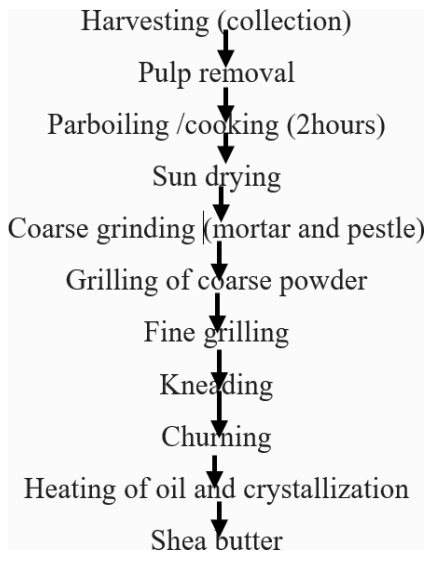 Harvesting (collection)
Pulp removal
Parboiling /cooking (2hours)
Sun drying
Coarse grinding (mortar and pestle)
Grilling of coarse powder
Fine grilling
Kneading
Churning
Heating of oil and crystallization
Shea butter